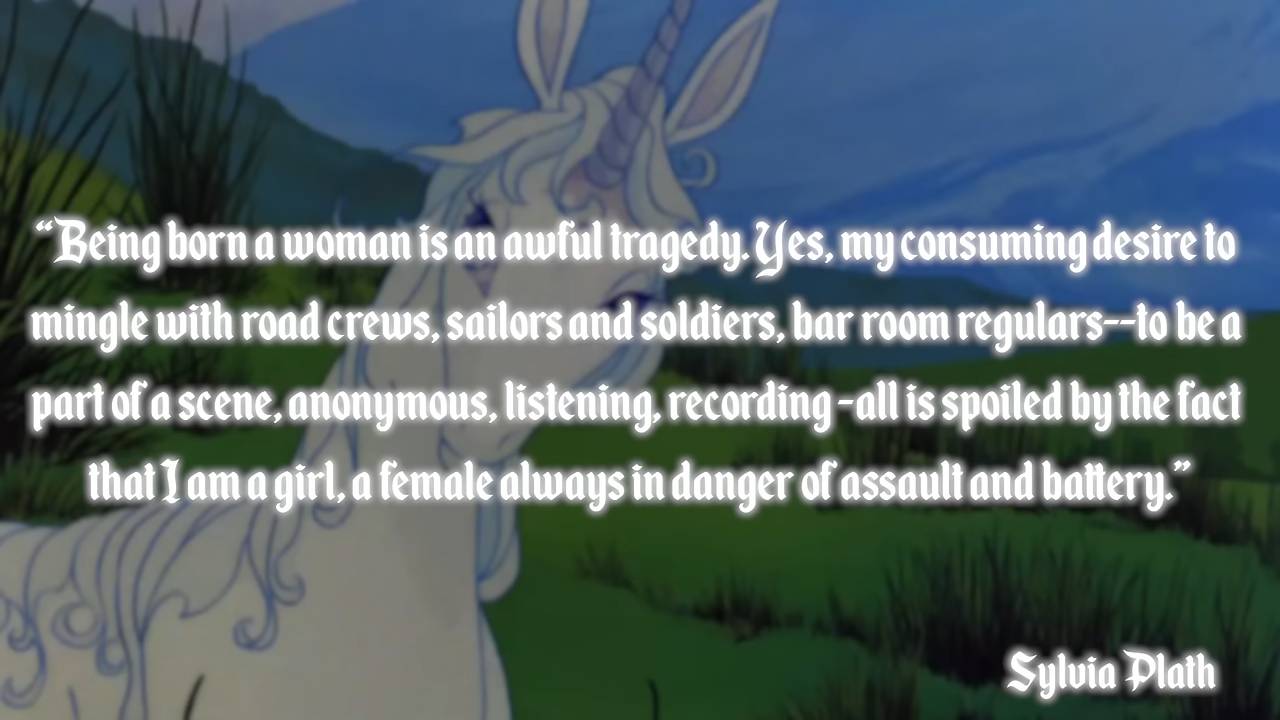 “Being born a woman is an awful tragedy. Yes, my consuming desire to
mingle with road crews, sailors and soldiers, bar room regulars--to be a
part of a scene, anonymous, listening, recording -all is spoiled by the fact
that I am a girl, a female always in danger of assault and battery.”
Sylvia Plath